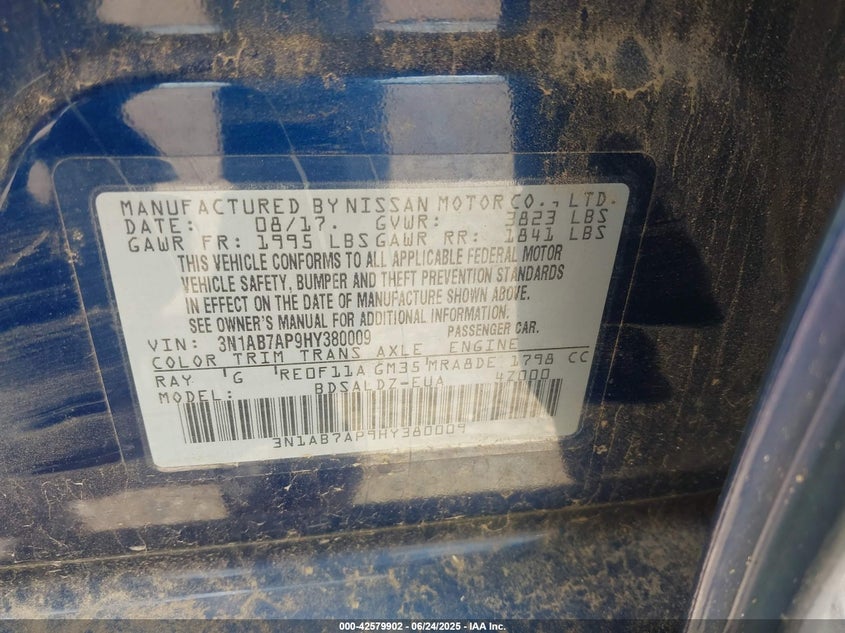 MANUFACTURED BY NISSAN MOTOR CO., LTD.
DATE: 08/17. GVWR: 3823 LBS
GAWR FR: 1995 LBS GAWR RR: 1841 LBS
THIS VEHICLE CONFORMS TO ALL APPLICABLE FEDERAL MOTOR
VEHICLE SAFETY, BUMPER AND THEFT PREVENTION STANDARDS
IN EFFECT ON THE DATE OF MANUFACTURE SHOWN ABOVE.
SEE OWNER'S MANUAL FOR ADDITIONAL INFORMATION.
VIN: 3N1AB7AP9HY380009 PASSENGER CAR.
COLOR TRIM TRANS AXLE ENGINE
RAY G RE0F11A GM35 MRA8DE 1798 CC
MODEL: BDSALDZ-EUA 4Z000
3N1AB7AP9HY380009
000-42579902 - 06/24/2025 - IAA Inc.